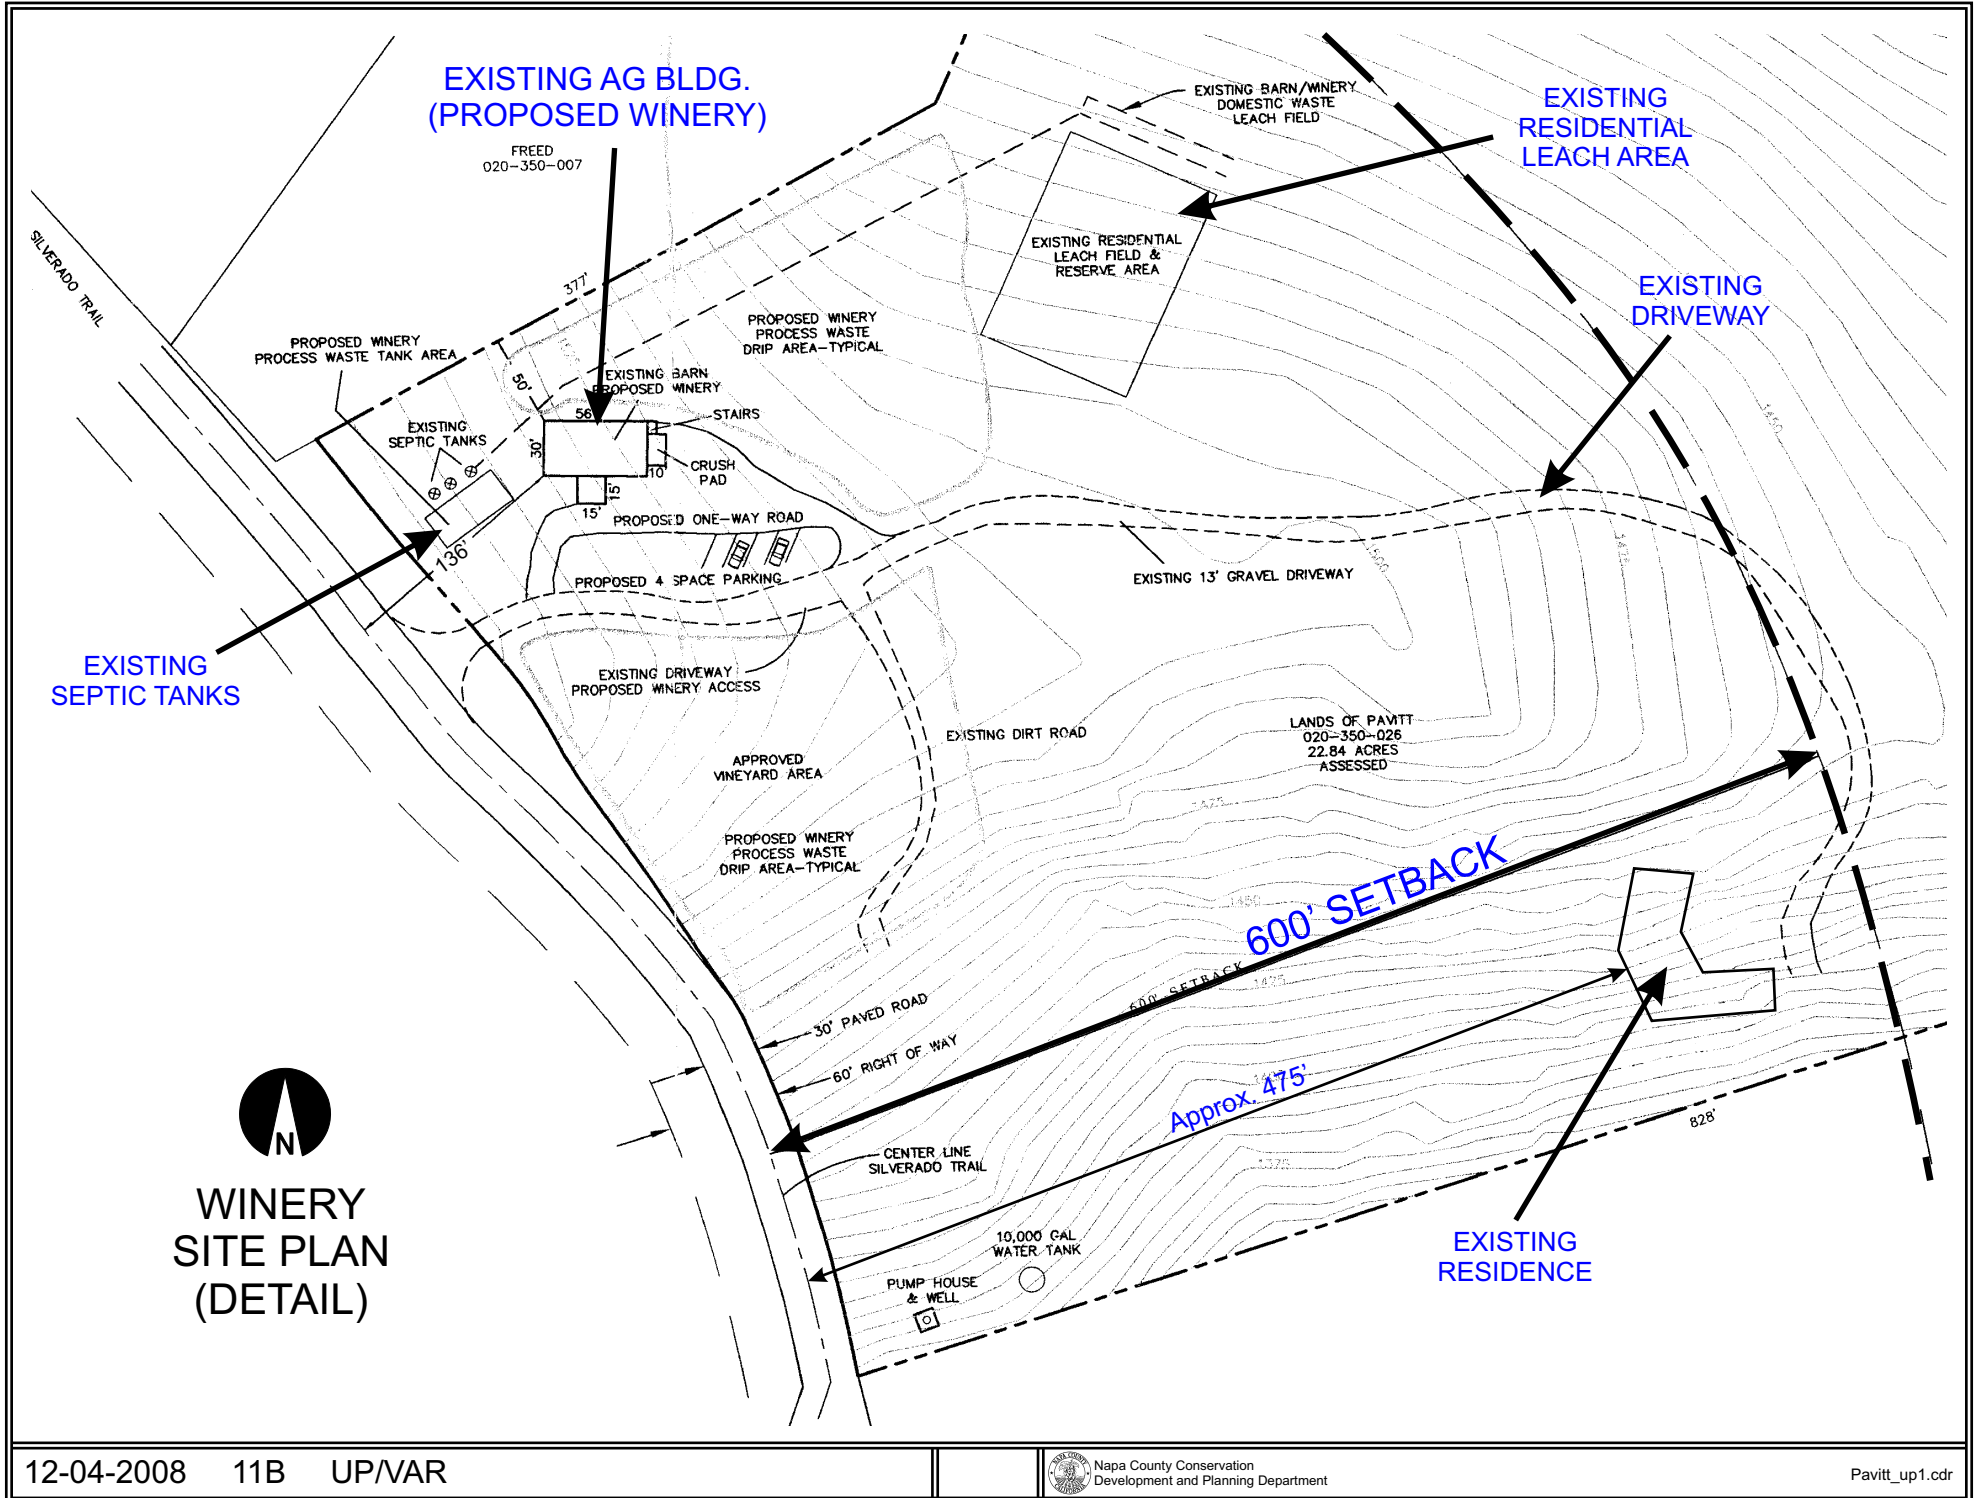 EXISTING AG BLDG.
(PROPOSED WINERY)
FREED
020-350-007
EXISTING BARN/WINERY
DOMESTIC WASTE
LEACH FIELD
EXISTING
RESIDENTIAL
LEACH AREA
SILVERADO TRAIL
377'
EXISTING RESIDENTIAL
LEACH FIELD &
RESERVE AREA
EXISTING
DRIVEWAY
PROPOSED WINERY
PROCESS WASTE TANK AREA
PROPOSED WINERY
PROCESS WASTE
DRIP AREA-TYPICAL
50'
EXISTING BARN
PROPOSED WINERY
56
STAIRS
EXISTING
SEPTIC TANKS
30'
CRUSH
PAD
10
15'
15'
PROPOSED ONE-WAY ROAD
136'
PROPOSED 4 SPACE PARKING
EXISTING 13' GRAVEL DRIVEWAY
1450
1500
EXISTING
SEPTIC TANKS
EXISTING DRIVEWAY
PROPOSED WINERY ACCESS
EXISTING DIRT ROAD
LANDS OF PAVITT
020-350-026
22.84 ACRES
ASSESSED
APPROVED
VINEYARD AREA
1475
PROPOSED WINERY
PROCESS WASTE
DRIP AREA-TYPICAL
600' SETBACK
1450
600' SETBACK
1425
30' PAVED ROAD
60' RIGHT OF WAY
Approx. 475'
828'
CENTER LINE
SILVERADO TRAIL
1375
N
WINERY
SITE PLAN
(DETAIL)
10,000 GAL
WATER TANK
PUMP HOUSE
& WELL
EXISTING
RESIDENCE
12-04-2008 11B UP/VAR
Napa County Conservation
Development and Planning Department
Pavitt_up1.cdr